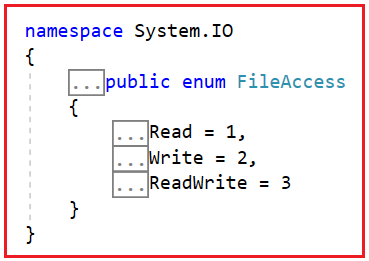 namespace System.IO
{
...public enum FileAccess
{
...Read = 1,
...Write = 2,
...ReadWrite = 3
}
}